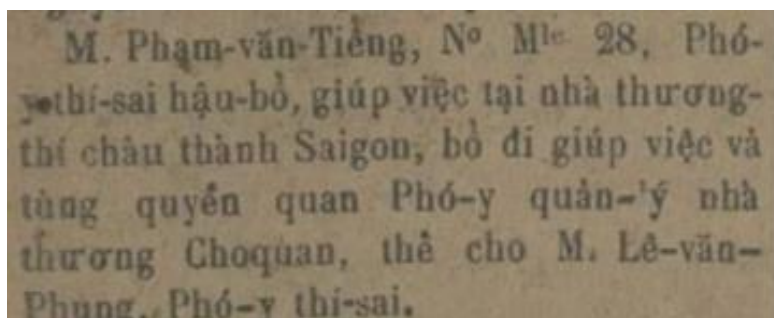 M. Phạm-văn-Tiểng, Nº Mle 28, Phó-
y thí-sai hậu-bổ, giúp việc tại nhà thương-
thí châu thành Saigon, bổ đi giúp việc và
tùng quyền quan Phó-y quản-lý nhà
thương Choquan, thế cho M. Lê-văn-
Phung, Phó-y thí-sai.